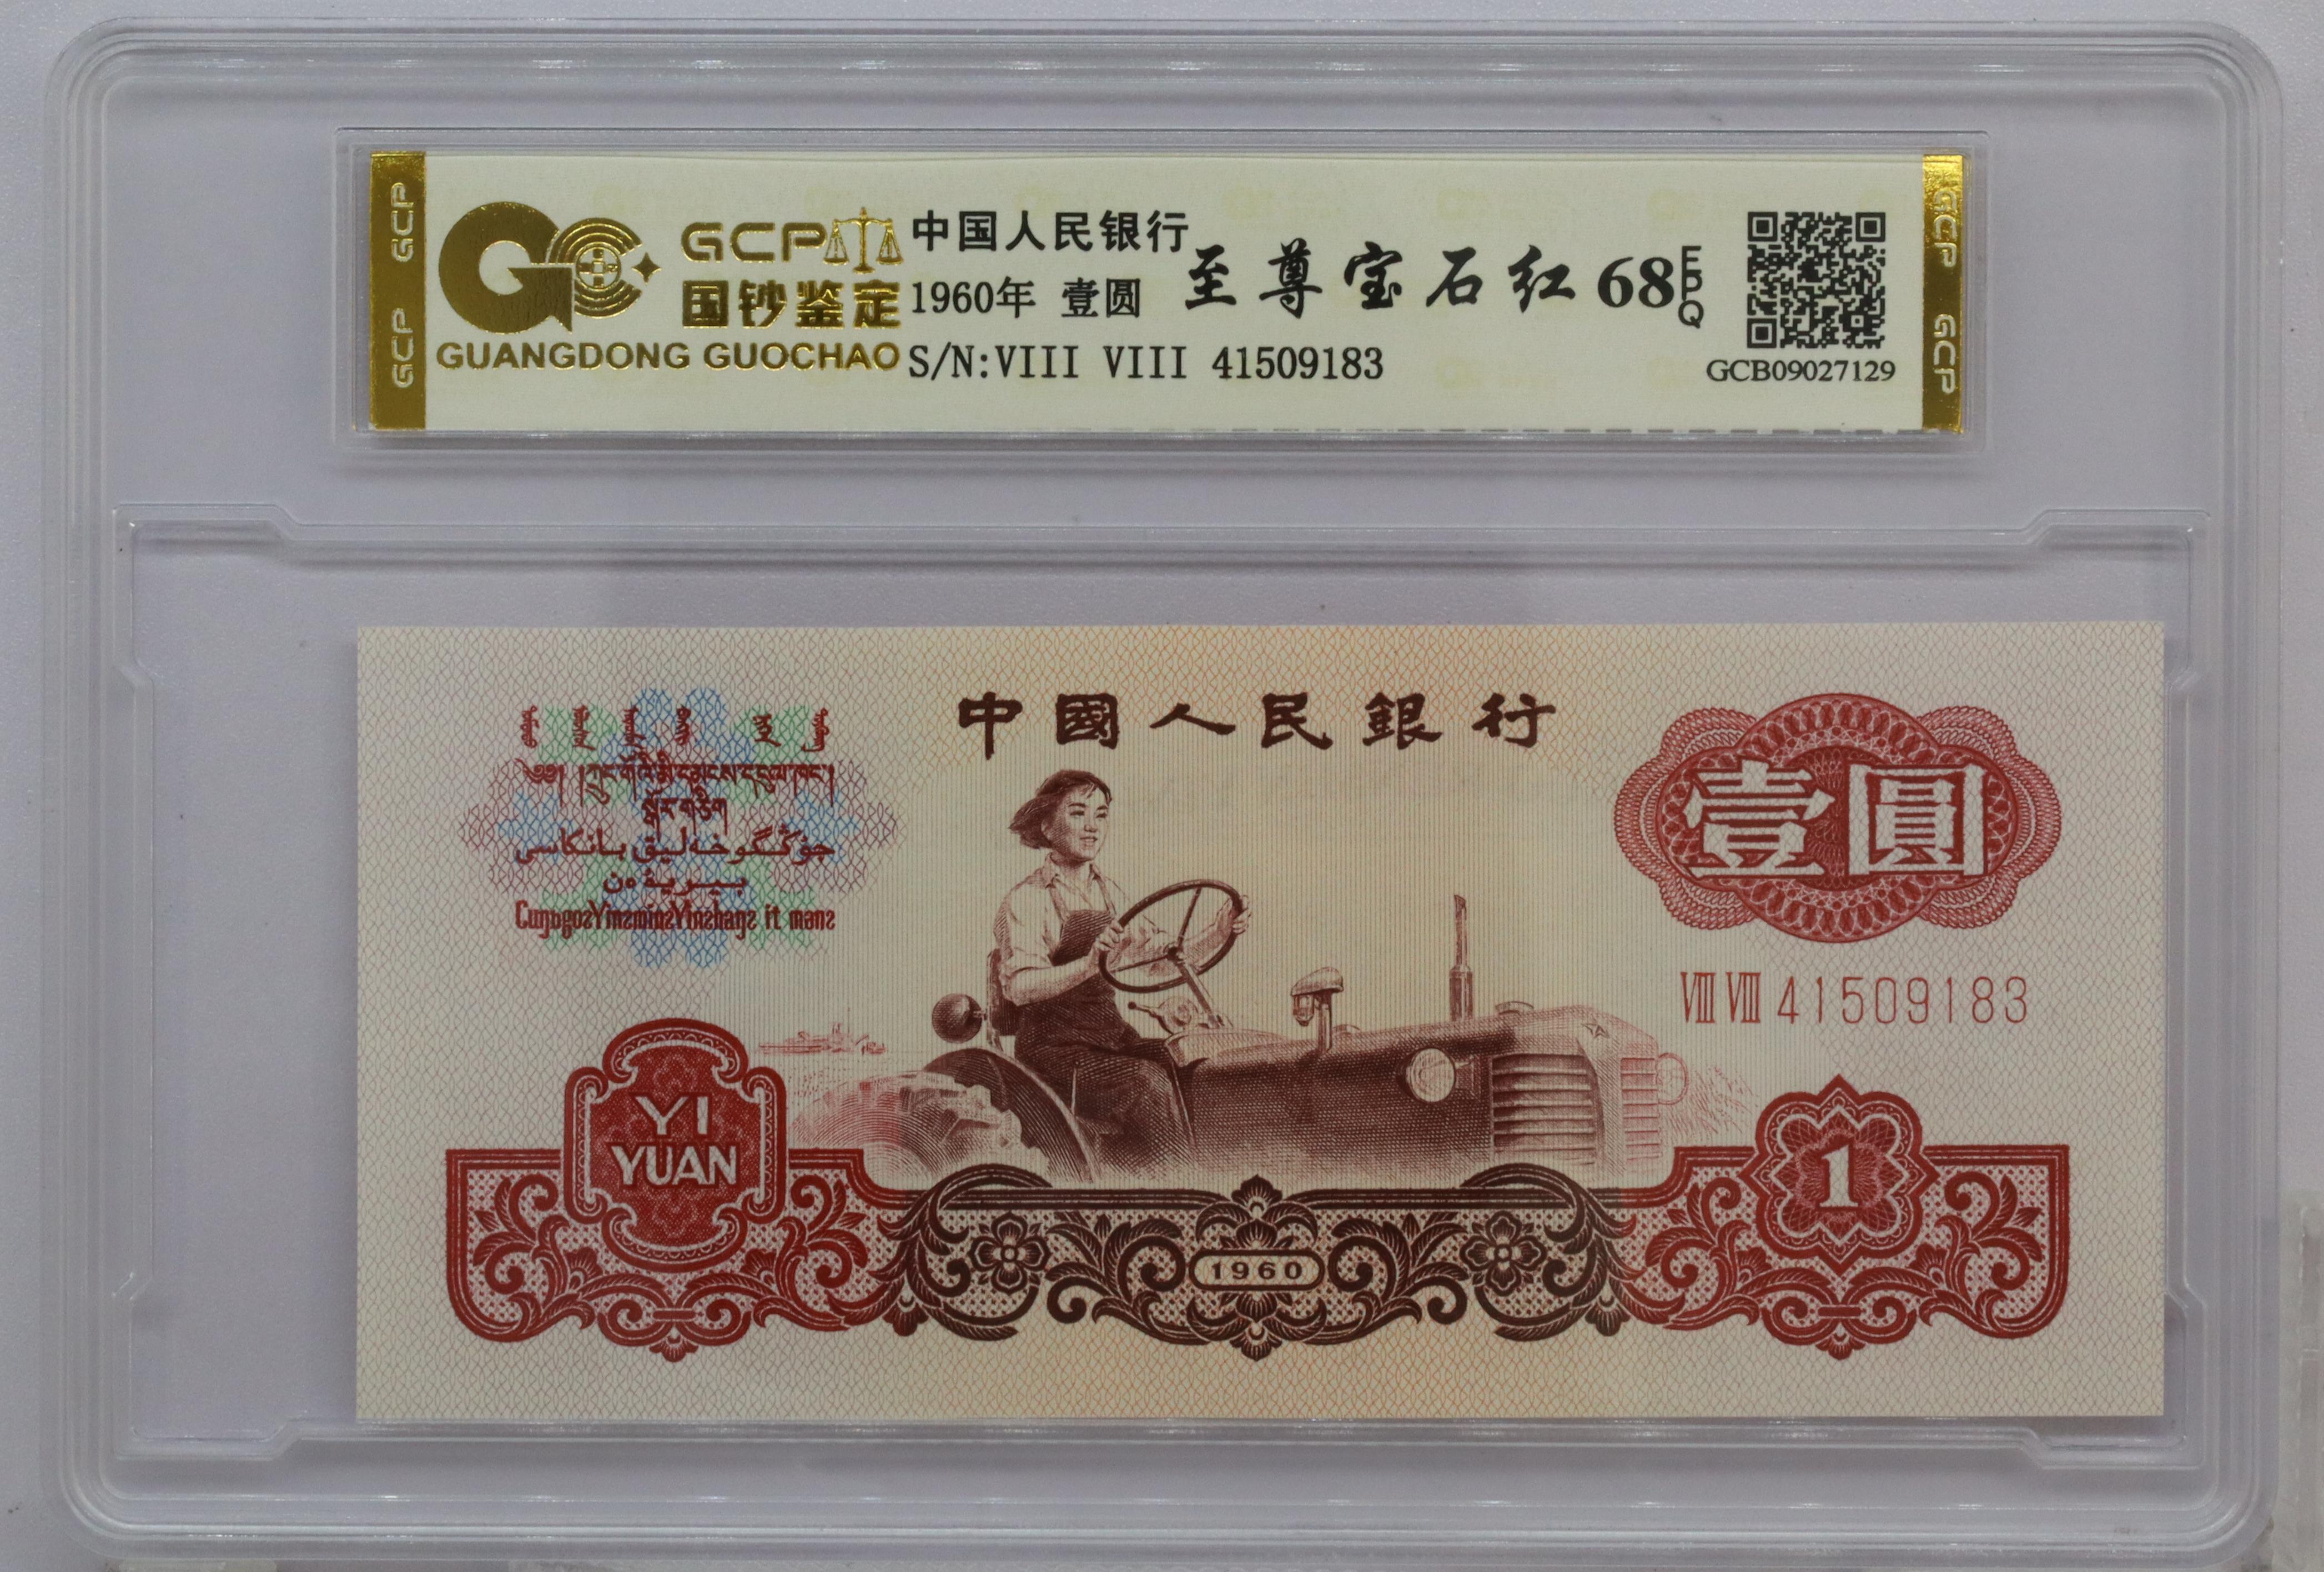 GCP
GCP
GCP
国钞鉴定
GUANGDONG GUOCHAO
中国人民银行
1960年 壹圆
S/N:VIII VIII 41509183
至尊宝石红 68 EPQ
GCB09027129
GCP
GCP
中國人民銀行
壹圓
VIII VIII 41509183
YI
YUAN
1
1960